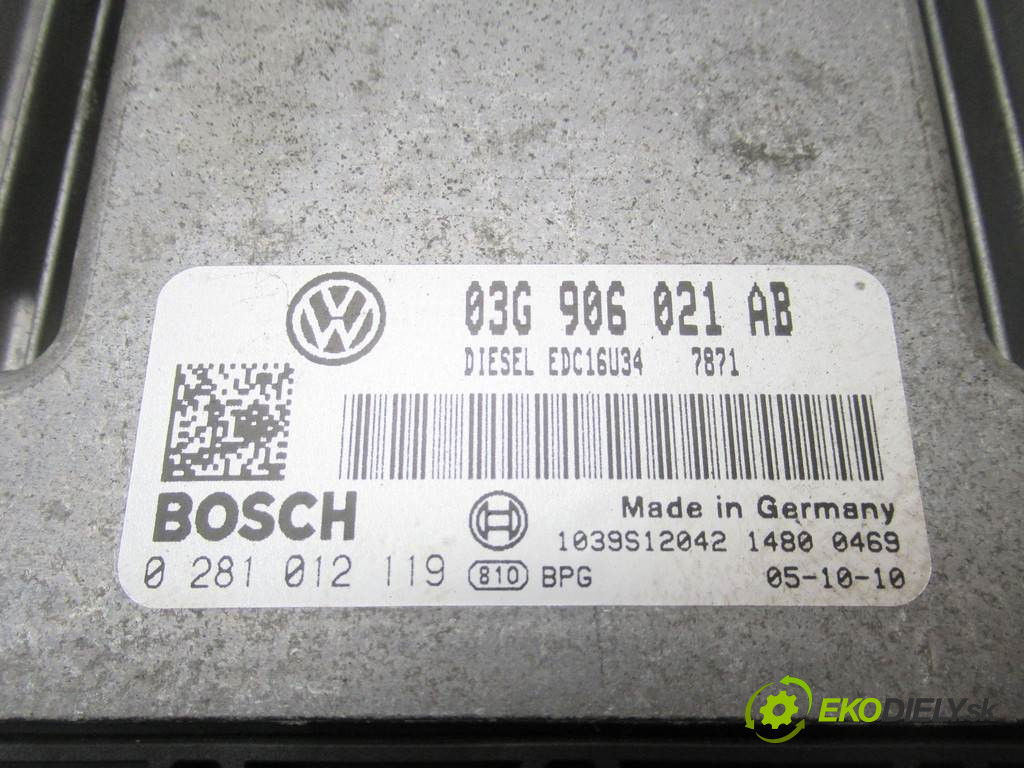 03G 906 021 AB
DIESEL EDC16U34 7871
BOSCH
Made in Germany
1039S12042 1480 0469
0 281 012 119 810 BPG 05-10-10
EKODIELY.sk